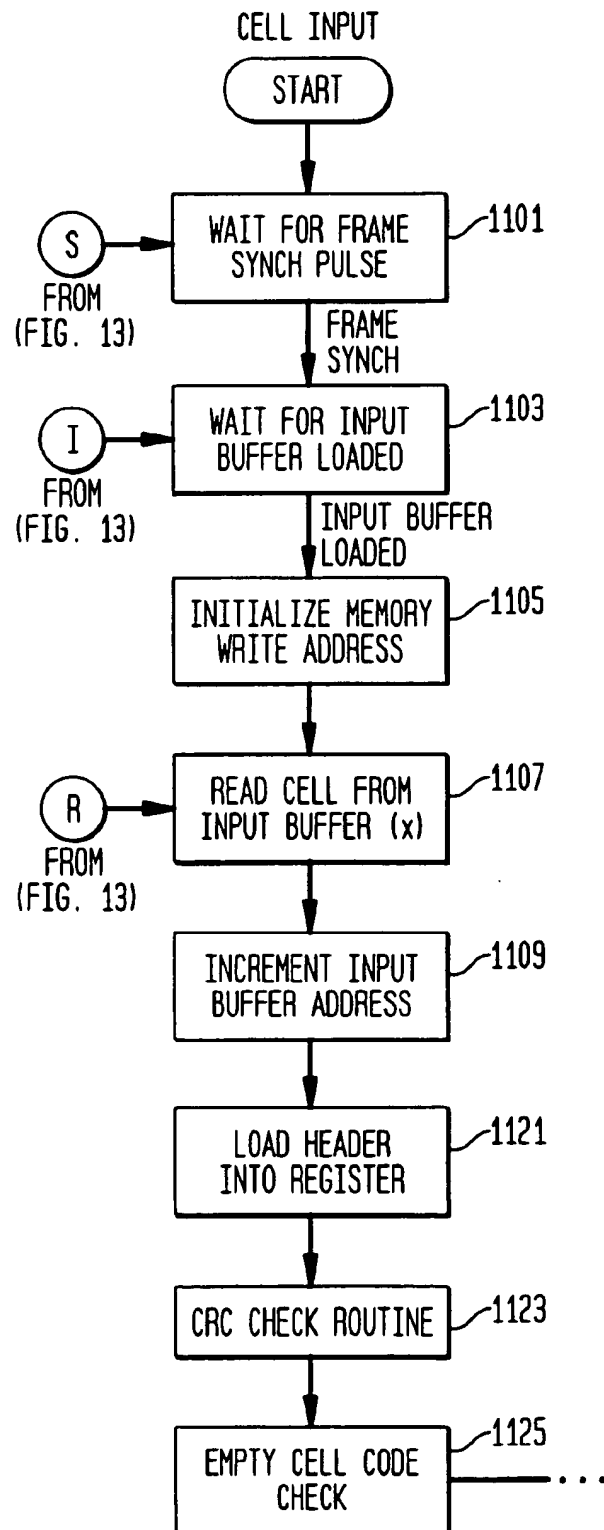 CELL INPUT
START
WAIT FOR FRAME
SYNCH PULSE
1101
S
FROM
(FIG. 13)
FRAME
SYNCH
WAIT FOR INPUT
BUFFER LOADED
1103
I
FROM
(FIG. 13)
INPUT BUFFER
LOADED
INITIALIZE MEMORY
WRITE ADDRESS
1105
READ CELL FROM
INPUT BUFFER (x)
1107
R
FROM
(FIG. 13)
INCREMENT INPUT
BUFFER ADDRESS
1109
LOAD HEADER
INTO REGISTER
1121
CRC CHECK ROUTINE
1123
EMPTY CELL CODE
CHECK
1125